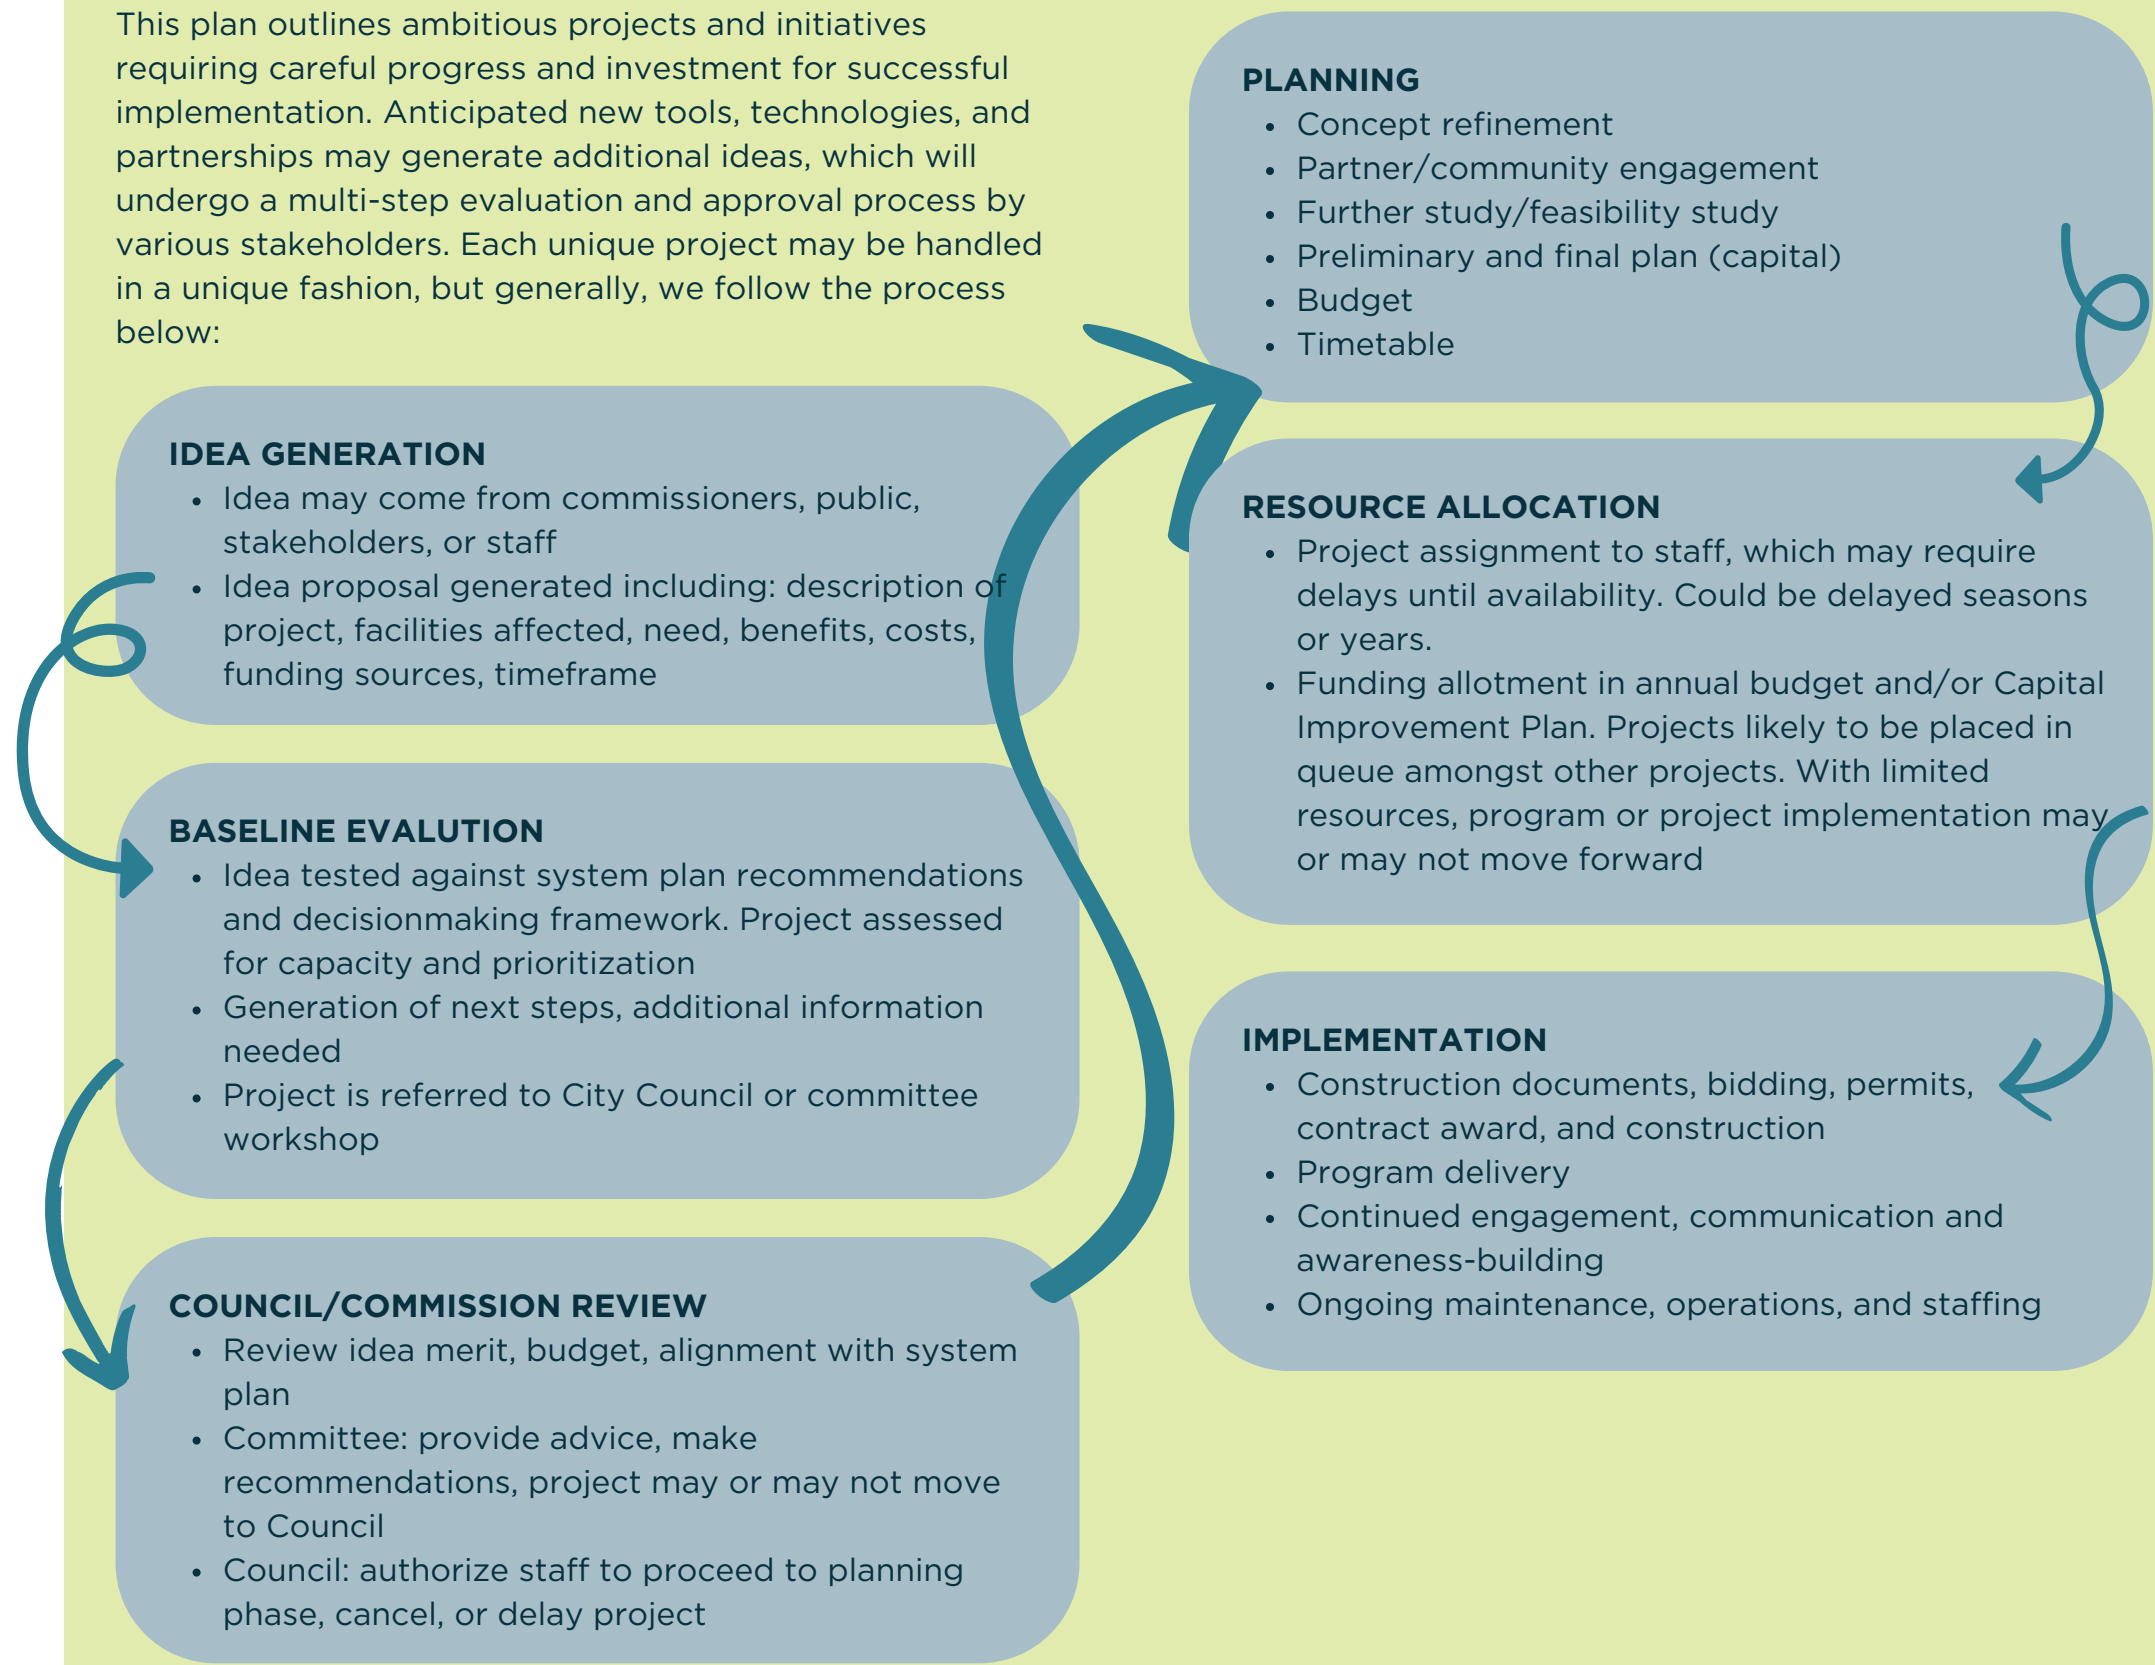 This plan outlines ambitious projects and initiatives
requiring careful progress and investment for successful
implementation. Anticipated new tools, technologies, and
partnerships may generate additional ideas, which will
undergo a multi-step evaluation and approval process by
various stakeholders. Each unique project may be handled
in a unique fashion, but generally, we follow the process
below:
IDEA GENERATION
• Idea may come from commissioners, public,
stakeholders, or staff
• Idea proposal generated including: description of
project, facilities affected, need, benefits, costs,
funding sources, timeframe
BASELINE EVALUTION
• Idea tested against system plan recommendations
and decisionmaking framework. Project assessed
for capacity and prioritization
• Generation of next steps, additional information
needed
• Project is referred to City Council or committee
workshop
COUNCIL/COMMISSION REVIEW
• Review idea merit, budget, alignment with system
plan
• Committee: provide advice, make
recommendations, project may or may not move
to Council
• Council: authorize staff to proceed to planning
phase, cancel, or delay project
PLANNING
• Concept refinement
• Partner/community engagement
• Further study/feasibility study
• Preliminary and final plan (capital)
• Budget
• Timetable
RESOURCE ALLOCATION
• Project assignment to staff, which may require
delays until availability. Could be delayed seasons
or years.
• Funding allotment in annual budget and/or Capital
Improvement Plan. Projects likely to be placed in
queue amongst other projects. With limited
resources, program or project implementation may
or may not move forward
IMPLEMENTATION
• Construction documents, bidding, permits,
contract award, and construction
• Program delivery
• Continued engagement, communication and
awareness-building
• Ongoing maintenance, operations, and staffing